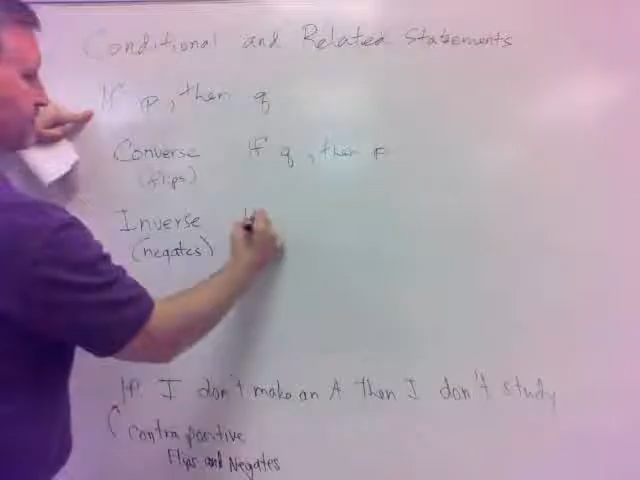 Conditional and Related Statements
If p, then q
Converse If q, then p
(flips)
Inverse If
(negates)
If I don't make an A then I don't study
Contrapositive
Flips and Negates